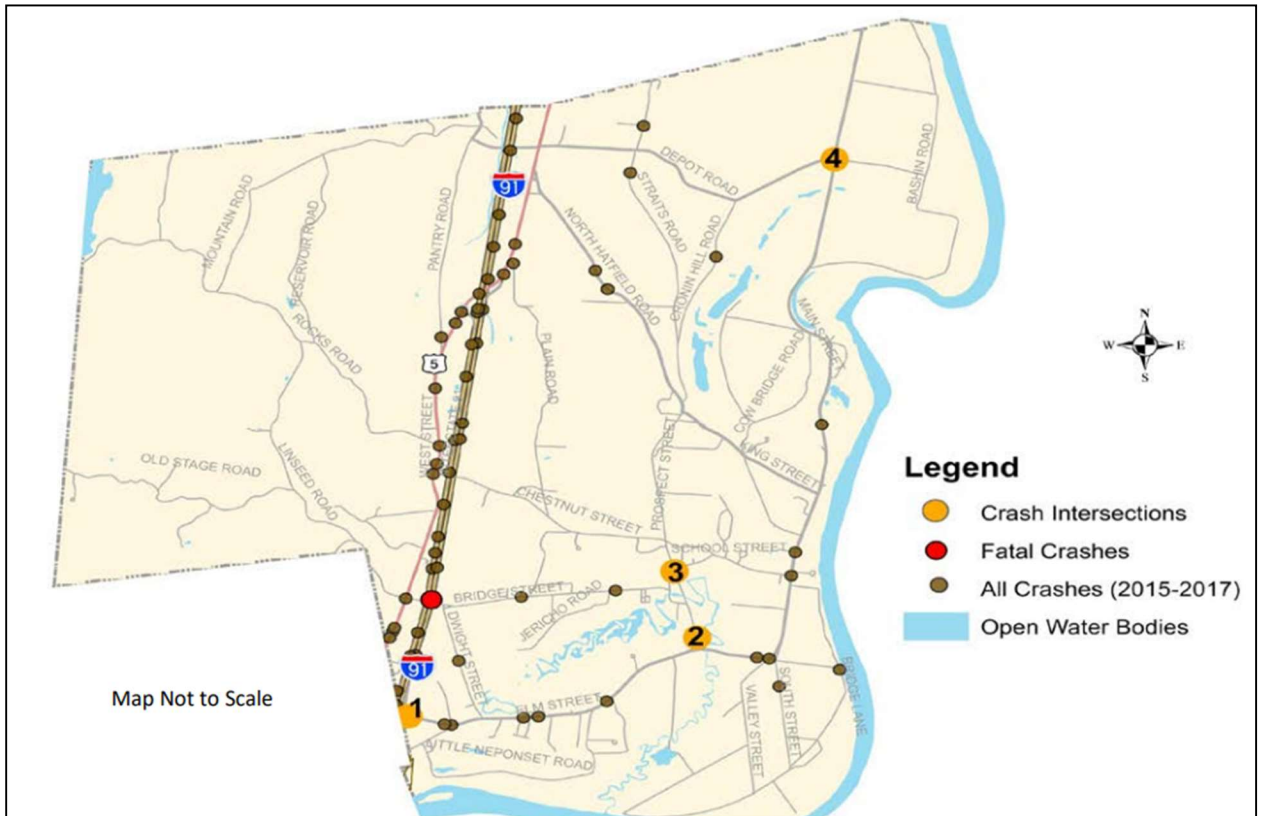 4
BASHIN ROAD
DEPOT ROAD
91
STRAITS ROAD
MOUNTAIN ROAD
PANTRY ROAD
RESERVOIR ROAD
NORTH HATFIELD ROAD
CRONIN HILL ROAD
MAIN STREET
N
W E
S
ROCKS ROAD
PLAIN ROAD
5
COW BRIDGE ROAD
WEST STREET
KING STREET
OLD STAGE ROAD
LINSEED ROAD
PROSPECT STREET
CHESTNUT STREET
SCHOOL STREET
3
BRIDGE STREET
JERICHO ROAD
2
DWIGHT STREET
91
BRIDGE LANE
SOUTH STREET
VALLEY STREET
ELM STREET
1
LITTLE NEPONSET ROAD
Map Not to Scale
Legend
Crash Intersections
Fatal Crashes
All Crashes (2015-2017)
Open Water Bodies